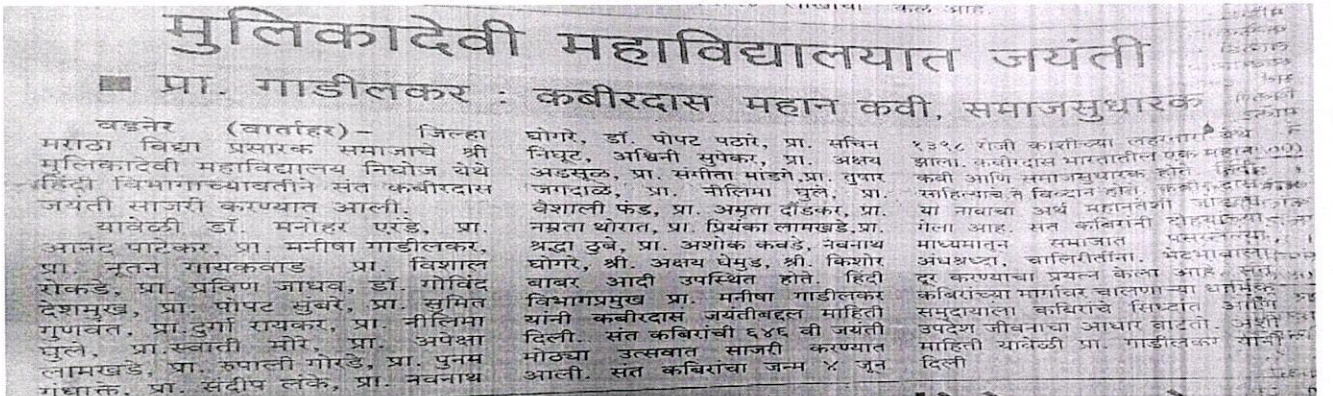 मुलिकादेवी महाविद्यालयात जयंती
■ प्रा. गाडीलकर : कबीरदास महान कवी, समाजसुधारक
वडनेर (वार्ताहर)– जिल्हा
मराठा विद्या प्रसारक समाजाचे श्री
मुलिकादेवी महाविद्यालय निघोज येथे
हिंदी विभागाच्यावतीने संत कबीरदास
जयंती साजरी करण्यात आली.
यावेळी डॉ. मनोहर एरंडे, प्रा.
आनंद पाटेकर, प्रा. मनीषा गाडीलकर,
प्रा. नूतन गायकवाड प्रा. विशाल
रोकडे, प्रा. प्रविण जाधव, डॉ. गोविंद
देशमुख, प्रा. पोपट सुंबरे, प्रा. सुमित
गुणवंत, प्रा.दुर्गा रायकर, प्रा. नीलिमा
घुले, प्रा.स्वाती मोरे, प्रा. अपेक्षा
लामखडे, प्रा. रुपाली गोरडे, प्रा. पुनम
गंधाक्ते, प्रा. संदीप लंके, प्रा. नवनाथ
घोगरे, डॉ. पोपट पठारे, प्रा. सचिन
निघूट, अश्विनी सुपेकर, प्रा. अक्षय
अडसूळ, प्रा. संगीता मांडगे,प्रा. तुषार
जगदाळे, प्रा. नीलिमा घुले, प्रा.
वैशाली फंड, प्रा. अमृता दौंडकर, प्रा.
नम्रता थोरात, प्रा. प्रियंका लामखडे,प्रा.
श्रद्धा ठुबे, प्रा. अशोक कवडे, नवनाथ
घोगरे, श्री. अक्षय घेमुड, श्री. किशोर
बाबर आदी उपस्थित होते. हिंदी
विभागप्रमुख प्रा. मनीषा गाडीलकर
यांनी कबीरदास जयंतीबद्दल माहिती
दिली. संत कबिरांची ६४६ वी जयंती
मोठ्या उत्सवात साजरी करण्यात
आली. संत कबिरांचा जन्म ४ जून
१३९८ रोजी काशीच्या लहरतारा येथे
झाला. कबीरदास भारतातील एक महान
कवी आणि समाजसुधारक होते.
साहित्याचे ते विव्दान होते. कबीरदास
या नावाचा अर्थ महानतेशी
गेला आहे. संत कबिरांनी दोहयाच्या
माध्यमातून समाजात पसरलेल्या,
अंधश्रध्दा, चालिरीतींना.
दूर करण्याचा प्रयत्न केला आहे. संत
कबिरांच्या मार्गावर चालणाऱ्या धार्मिक
समुदायाला कबिराचे सिध्दांत आणि
उपदेश जीवनाचा आधार वाटतो. अशी
माहिती यावेळी प्रा. गाडीलकर यांनी
दिली